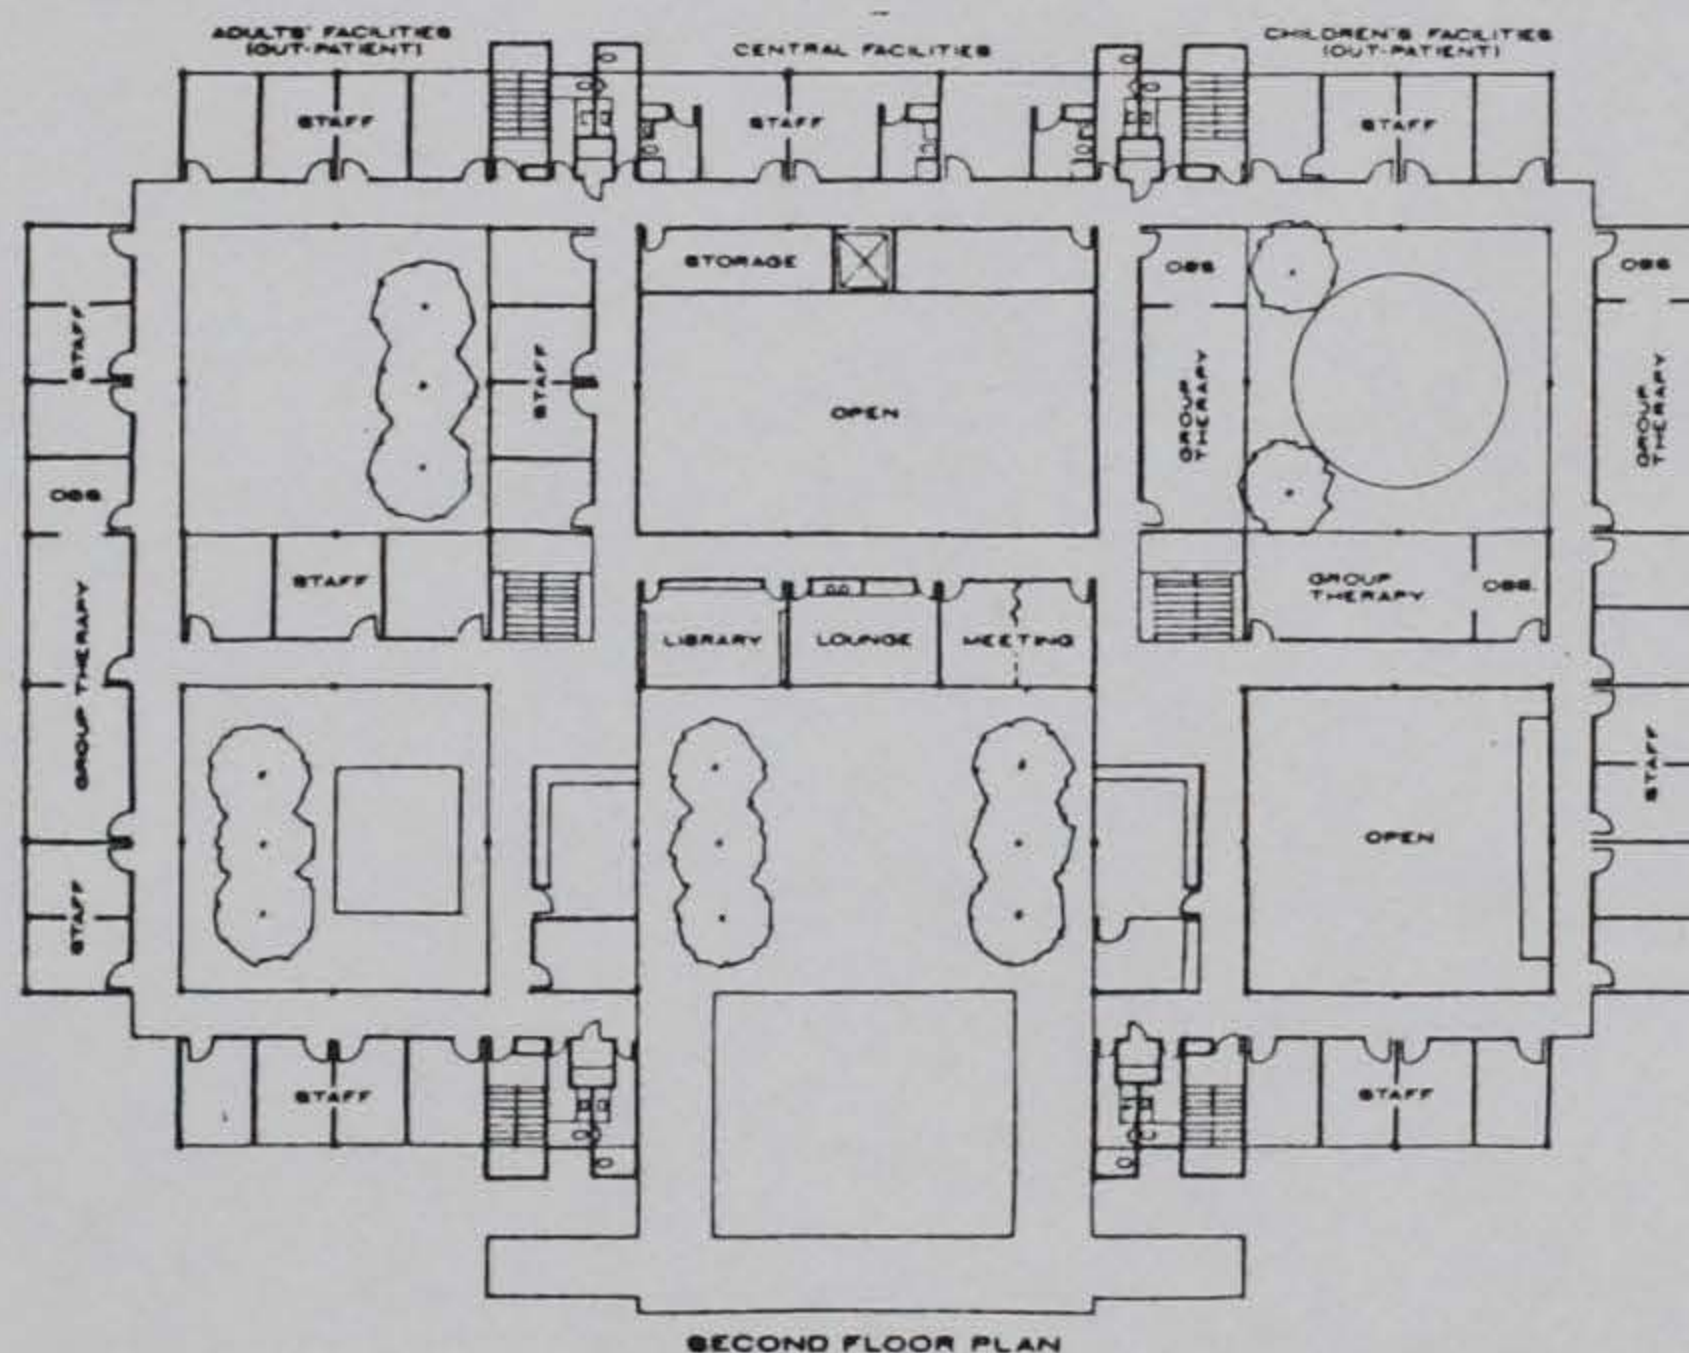 ADULTS' FACILITIES
(OUT-PATIENT)
CENTRAL FACILITIES
CHILDREN'S FACILITIES
(OUT-PATIENT)
STAFF
STAFF
STAFF
STORAGE
OBS
OBS
STAFF
STAFF
OPEN
GROUP
THERAPY
GROUP
THERAPY
OBS
STAFF
GROUP
THERAPY
OBS.
GROUP THERAPY
LIBRARY
LOUNGE
MEETING
STAFF
OPEN
STAFF
STAFF
STAFF
SECOND FLOOR PLAN